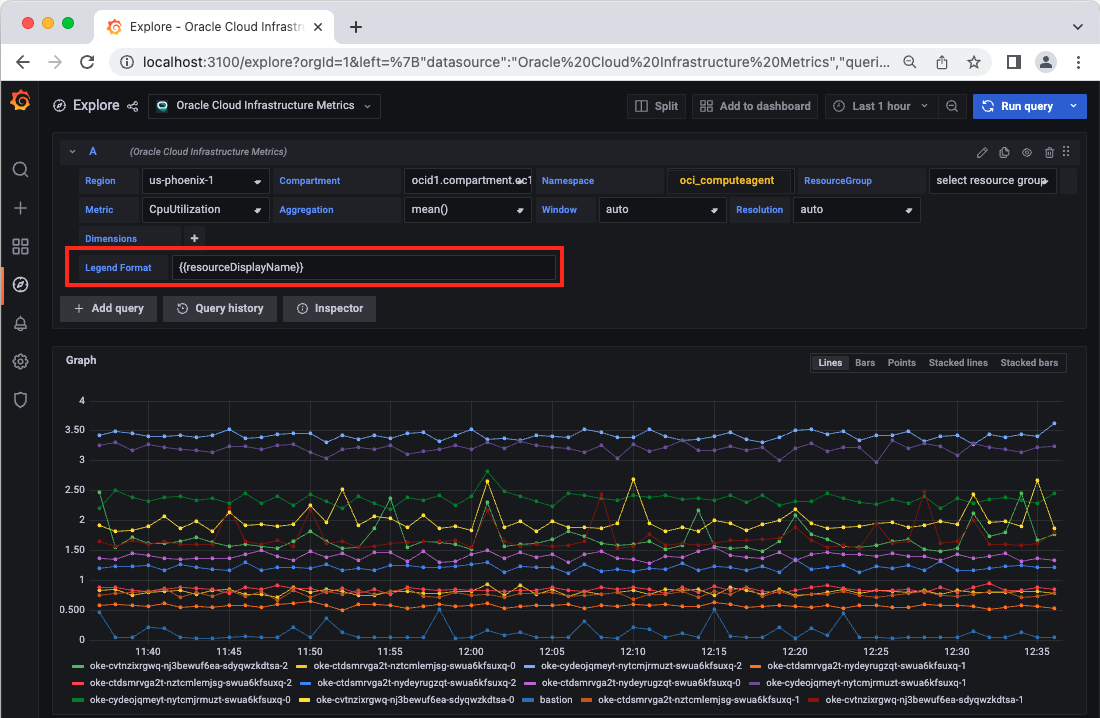 Explore - Oracle Cloud Infrastr
localhost:3100/explore?orgId=1&left=%7B"datasource":"Oracle%20Cloud%20Infrastructure%20Metrics","queri...
Explore Oracle Cloud Infrastructure Metrics Split Add to dashboard Last 1 hour Run query
A (Oracle Cloud Infrastructure Metrics)
Region us-phoenix-1 Compartment ocid1.compartment.oc1 Namespace oci_computeagent ResourceGroup select resource group
Metric CpuUtilization Aggregation mean() Window auto Resolution auto
Dimensions +
Legend Format {{resourceDisplayName}}
+ Add query Query history Inspector
Graph Lines Bars Points Stacked lines Stacked bars
4
3.50
3
2.50
2
1.50
1
0.500
0
11:40 11:45 11:50 11:55 12:00 12:05 12:10 12:15 12:20 12:25 12:30 12:35
oke-cvtnzixrgwq-nj3bewuf6ea-sdyqwzkdtsa-2 oke-ctdsmrvga2t-nztcmlemjsg-swua6kfsuxq-0 oke-cydeojqmeyt-nytcmjrmuzt-swua6kfsuxq-2 oke-ctdsmrvga2t-nydeyrugzqt-swua6kfsuxq-1
oke-ctdsmrvga2t-nztcmlemjsg-swua6kfsuxq-2 oke-ctdsmrvga2t-nydeyrugzqt-swua6kfsuxq-2 oke-ctdsmrvga2t-nydeyrugzqt-swua6kfsuxq-0 oke-cydeojqmeyt-nytcmjrmuzt-swua6kfsuxq-1
oke-cydeojqmeyt-nytcmjrmuzt-swua6kfsuxq-0 oke-cvtnzixrgwq-nj3bewuf6ea-sdyqwzkdtsa-0 bastion oke-ctdsmrvga2t-nztcmlemjsg-swua6kfsuxq-1 oke-cvtnzixrgwq-nj3bewuf6ea-sdyqwzkdtsa-1